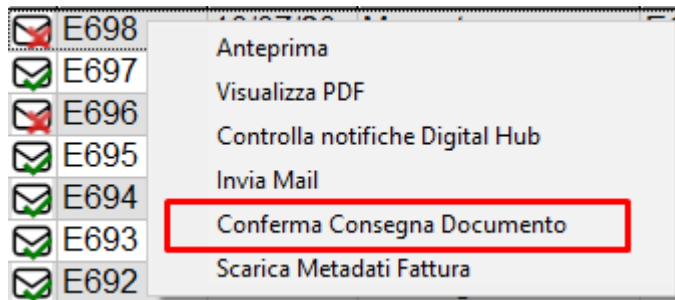 E698
E697
E696
E695
E694
E693
E692
Anteprima
Visualizza PDF
Controlla notifiche Digital Hub
Invia Mail
Conferma Consegna Documento
Scarica Metadati Fattura